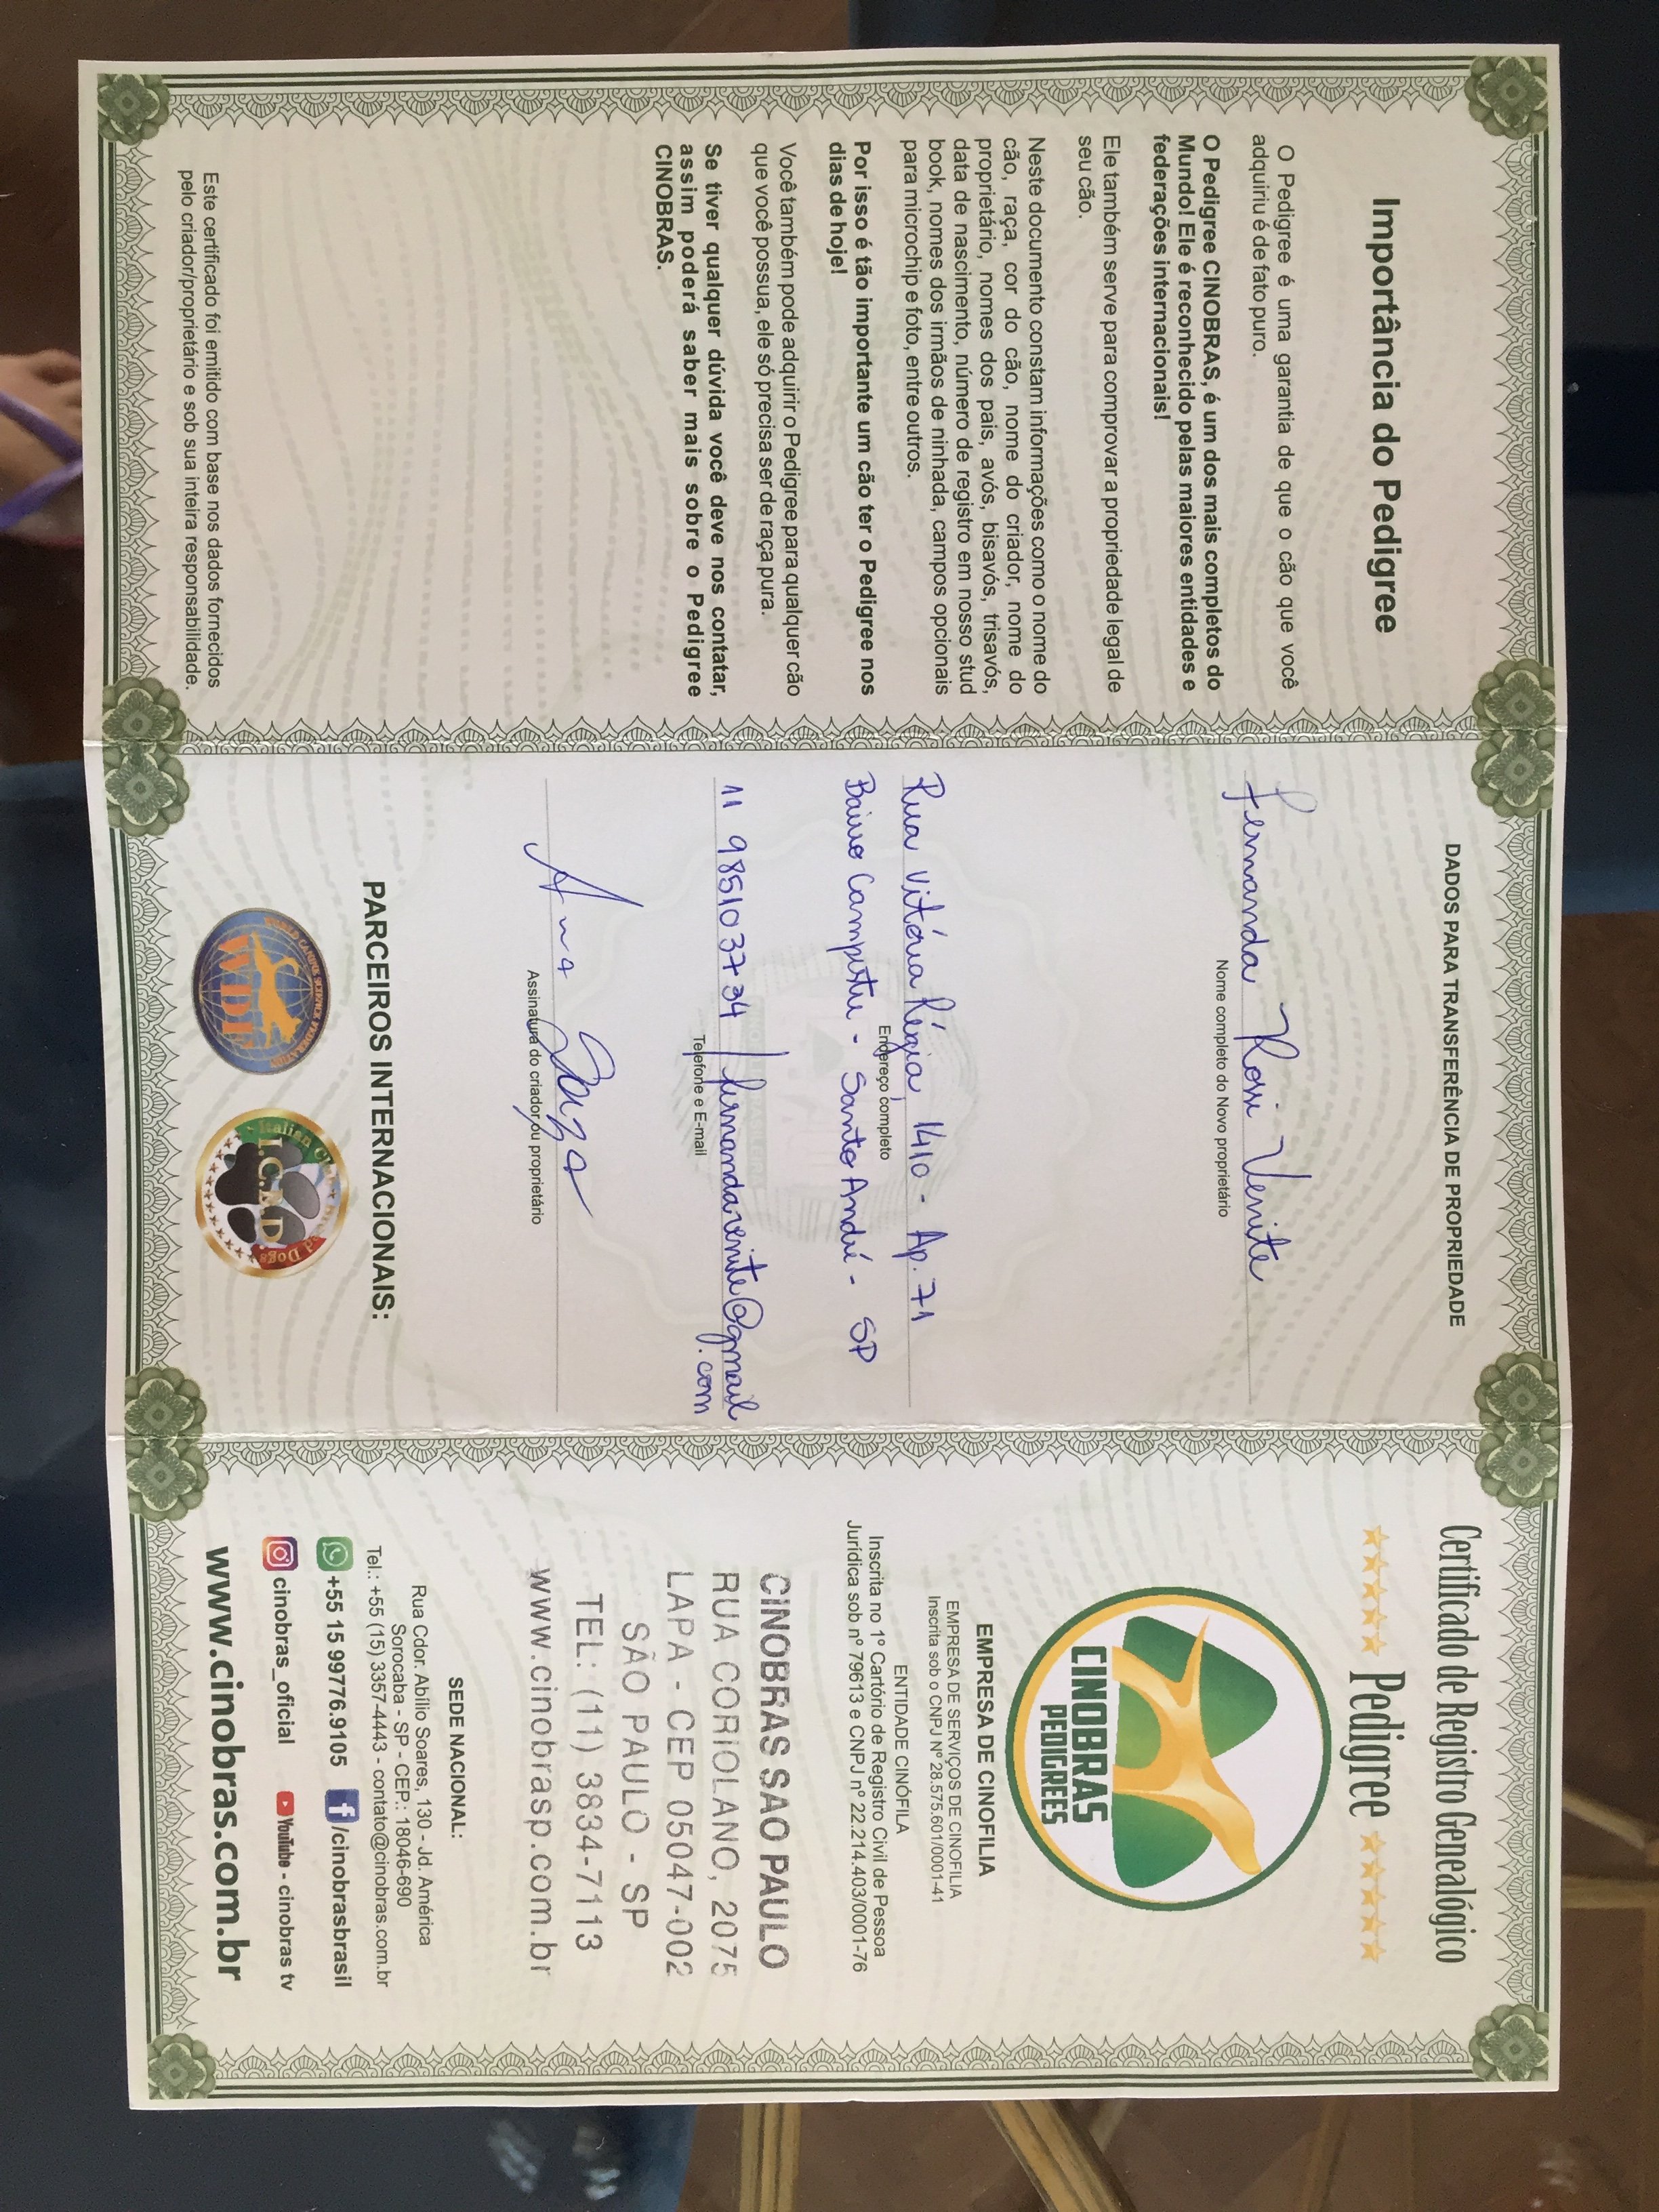 Importância do Pedigree
O Pedigree é uma garantia de que o cão que você
adquiriu é de fato puro.
O Pedigree CINOBRAS, é um dos mais completos do
Mundo! Ele é reconhecido pelas maiores entidades e
federações internacionais!
Ele também serve para comprovar a propriedade legal de
seu cão.
Neste documento constam informações como o nome do
cão, raça, cor do cão, nome do criador, nome do
proprietário, nomes dos pais, avós, bisavós, trisavós,
data de nascimento, número de registro em nosso stud
book, nomes dos irmãos de ninhada, campos opcionais
para microchip e foto, entre outros.
Por isso é tão importante um cão ter o Pedigree nos
dias de hoje!
Você também pode adquirir o Pedigree para qualquer cão
que você possua, ele só precisa ser de raça pura.
Se tiver qualquer dúvida você deve nos contatar,
assim poderá saber mais sobre o Pedigree
CINOBRAS.
Este certificado foi emitido com base nos dados fornecidos
pelo criador/proprietário e sob sua inteira responsabilidade.
DADOS PARA TRANSFERÊNCIA DE PROPRIEDADE
Fernanda Rossi Venite
Nome completo do Novo proprietário
Rua Vitória Régia, 1410 - Ap. 71
Endereço completo
Bairro Campestre - Santo André - SP
11 985103734 / fernandavenite@gmail
.com
Telefone e E-mail
Ana Souza
Assinatura do criador ou proprietário
PARCEIROS INTERNACIONAIS:
WORLD CANINE SCIENCE FEDERATION
WDF
Italian Club Breed Dogs
I.C.B.D
Certificado de Registro Genealógico
Pedigree
CINOBRAS
PEDIGREES
EMPRESA DE CINOFILIA
EMPRESA DE SERVIÇOS DE CINOFILIA
Inscrita sob o CNPJ Nº 28.575.601/0001-41
ENTIDADE CINÓFILA
Inscrita no 1º Cartório de Registro Civil de Pessoa
Jurídica sob nº 79613 e CNPJ nº 22.214.403/0001-76
CINOBRAS SAO PAULO
RUA CORIOLANO, 2075
LAPA - CEP 05047-002
SÃO PAULO - SP
TEL: (11) 3834-7113
www.cinobrasp.com.br
SEDE NACIONAL:
Rua Cdor. Abílio Soares, 130 - Jd. América
Sorocaba - SP - CEP.: 18046-690
Tel.: +55 (15) 3357-4443 - contato@cinobras.com.br
+55 15 99776.9105 f /cinobrasbrasil
cinobras_oficial YouTube - cinobras tv
www.cinobras.com.br